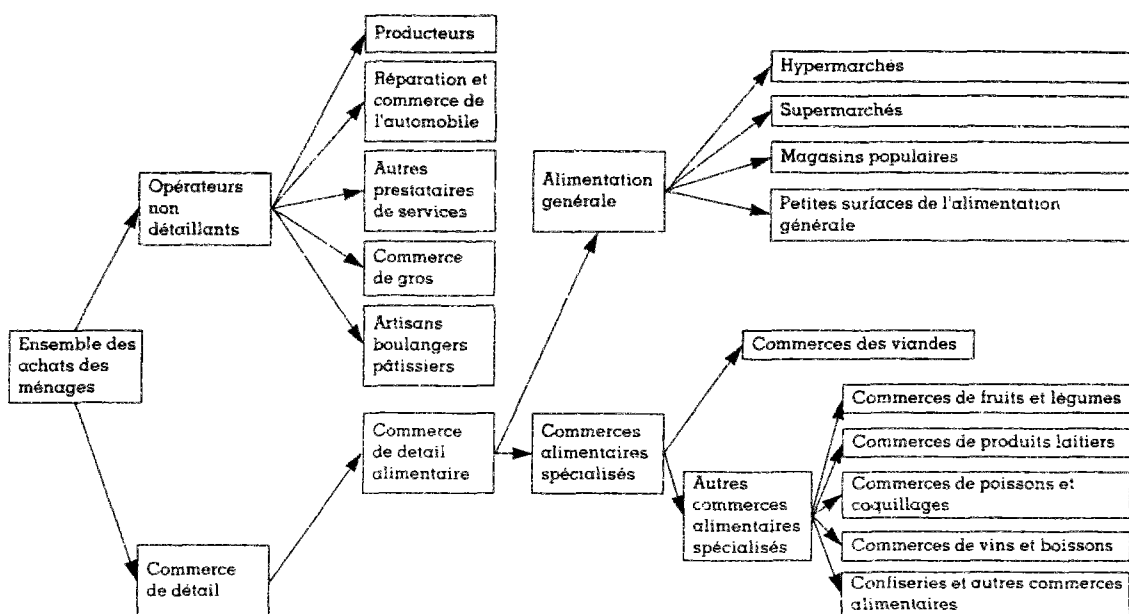 Producteurs
Réparation et
commerce de
l'automobile
Autres
prestataires
de services
Commerce
de gros
Artisans
boulangers
pâtissiers
Opérateurs
non
détaillants
Ensemble des
achats des
ménages
Commerce
de détail
Commerce
de detail
alimentaire
Alimentation
générale
Hypermarchés
Supermarchés
Magasins populaires
Petites surfaces de l'alimentation
générale
Commerces
alimentaires
spécialisés
Commerces des viandes
Autres
commerces
alimentaires
spécialisés
Commerces de fruits et légumes
Commerces de produits laitiers
Commerces de poissons et
coquillages
Commerces de vins et boissons
Confiseries et autres commerces
alimentaires